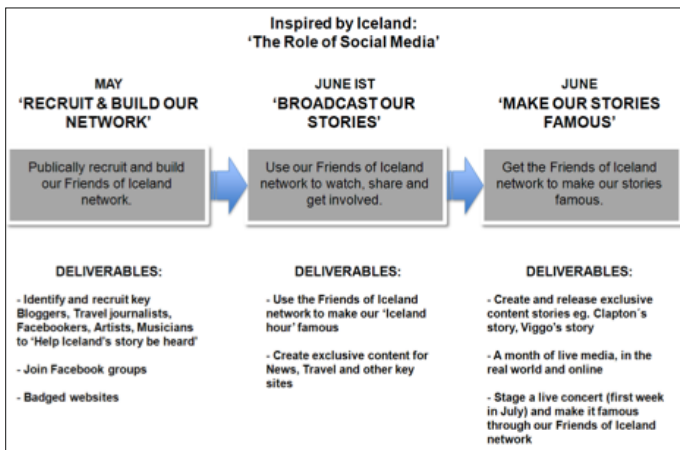 Inspired by Iceland:
‘The Role of Social Media’
MAY
‘RECRUIT & BUILD OUR
NETWORK’
Publically recruit and build
our Friends of Iceland
network.
DELIVERABLES:
- Identify and recruit key
Bloggers, Travel journalists,
Facebookers, Artists, Musicians
to ‘Help Iceland’s story be heard’
- Join Facebook groups
- Badged websites
JUNE IST
‘BROADCAST OUR
STORIES’
Use our Friends of Iceland
network to watch, share and
get involved.
DELIVERABLES:
- Use the Friends of Iceland
network to make our ‘Iceland
hour’ famous
- Create exclusive content for
News, Travel and other key
sites
JUNE
‘MAKE OUR STORIES
FAMOUS’
Get the Friends of Iceland
network to make our stories
famous.
DELIVERABLES:
- Create and release exclusive
content stories eg. Clapton´s
story, Viggo’s story
- A month of live media, in the
real world and online
- Stage a live concert (first week
in July) and make it famous
through our Friends of Iceland
network